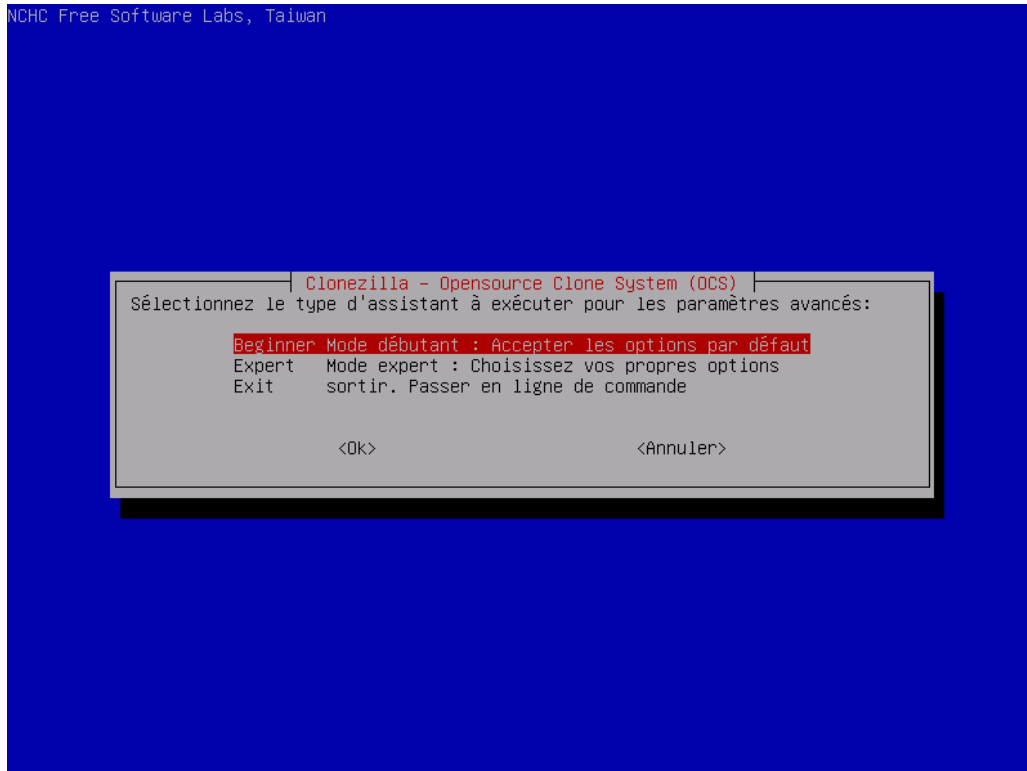 NCHC Free Software Labs, Taiwan
Clonezilla - Opensource Clone System (OCS)
Sélectionnez le type d'assistant à exécuter pour les paramètres avancés:
Beginner Mode débutant : Accepter les options par défaut
Expert Mode expert : Choisissez vos propres options
Exit sortir. Passer en ligne de commande
<Ok> <Annuler>